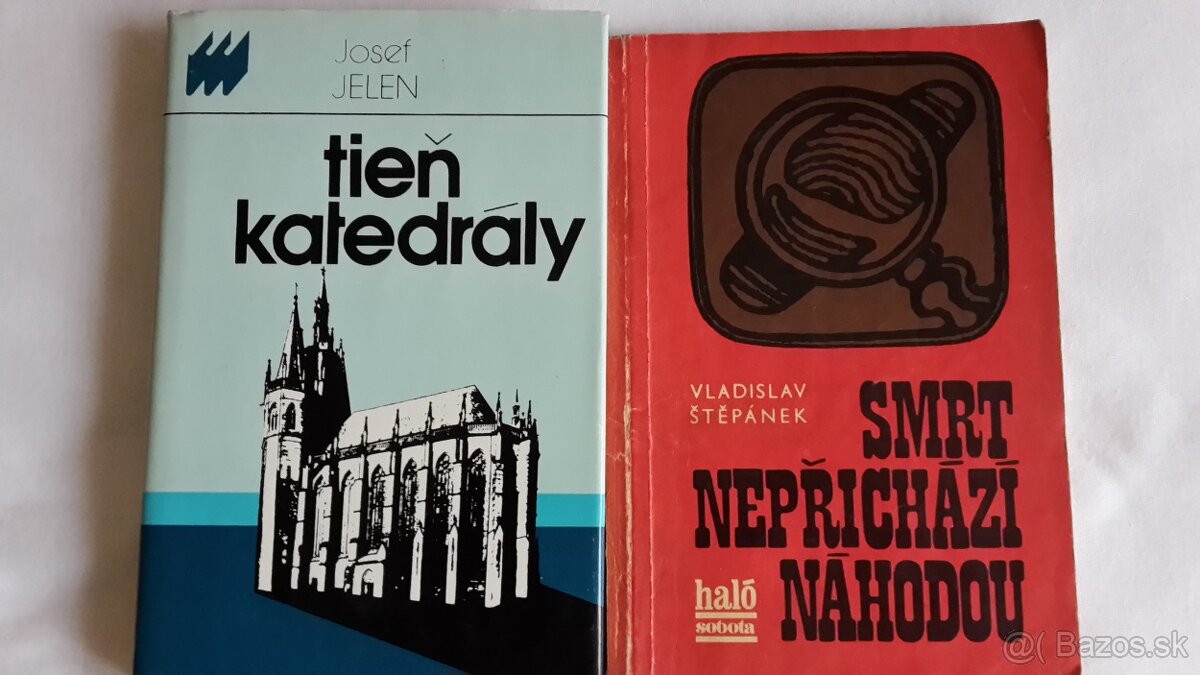 Josef
JELEN
tieň
katedrály
VLADISLAV
ŠTĚPÁNEK
SMRT
NEPŘICHÁZÍ
NÁHODOU
haló
sobota
@( Bazos.sk